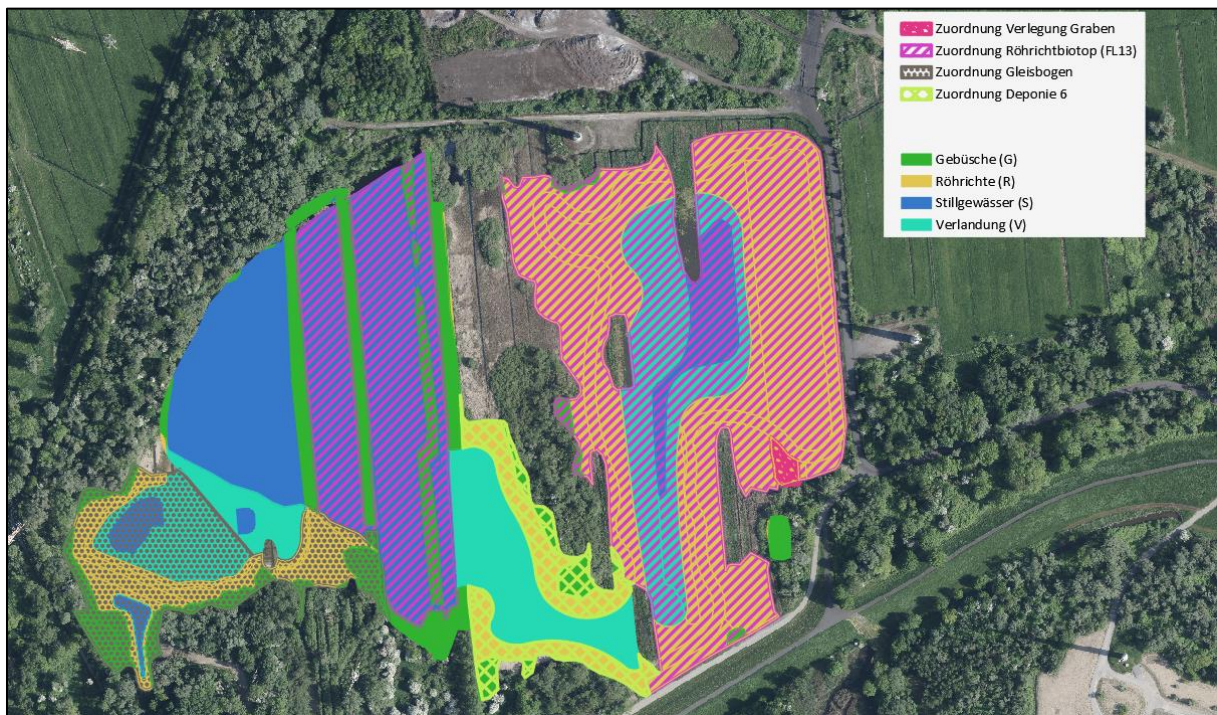 Zuordnung Verlegung Graben
Zuordnung Röhrichtbiotop (FL13)
Zuordnung Gleisbogen
Zuordnung Deponie 6
Gebüsche (G)
Röhrichte (R)
Stillgewässer (S)
Verlandung (V)